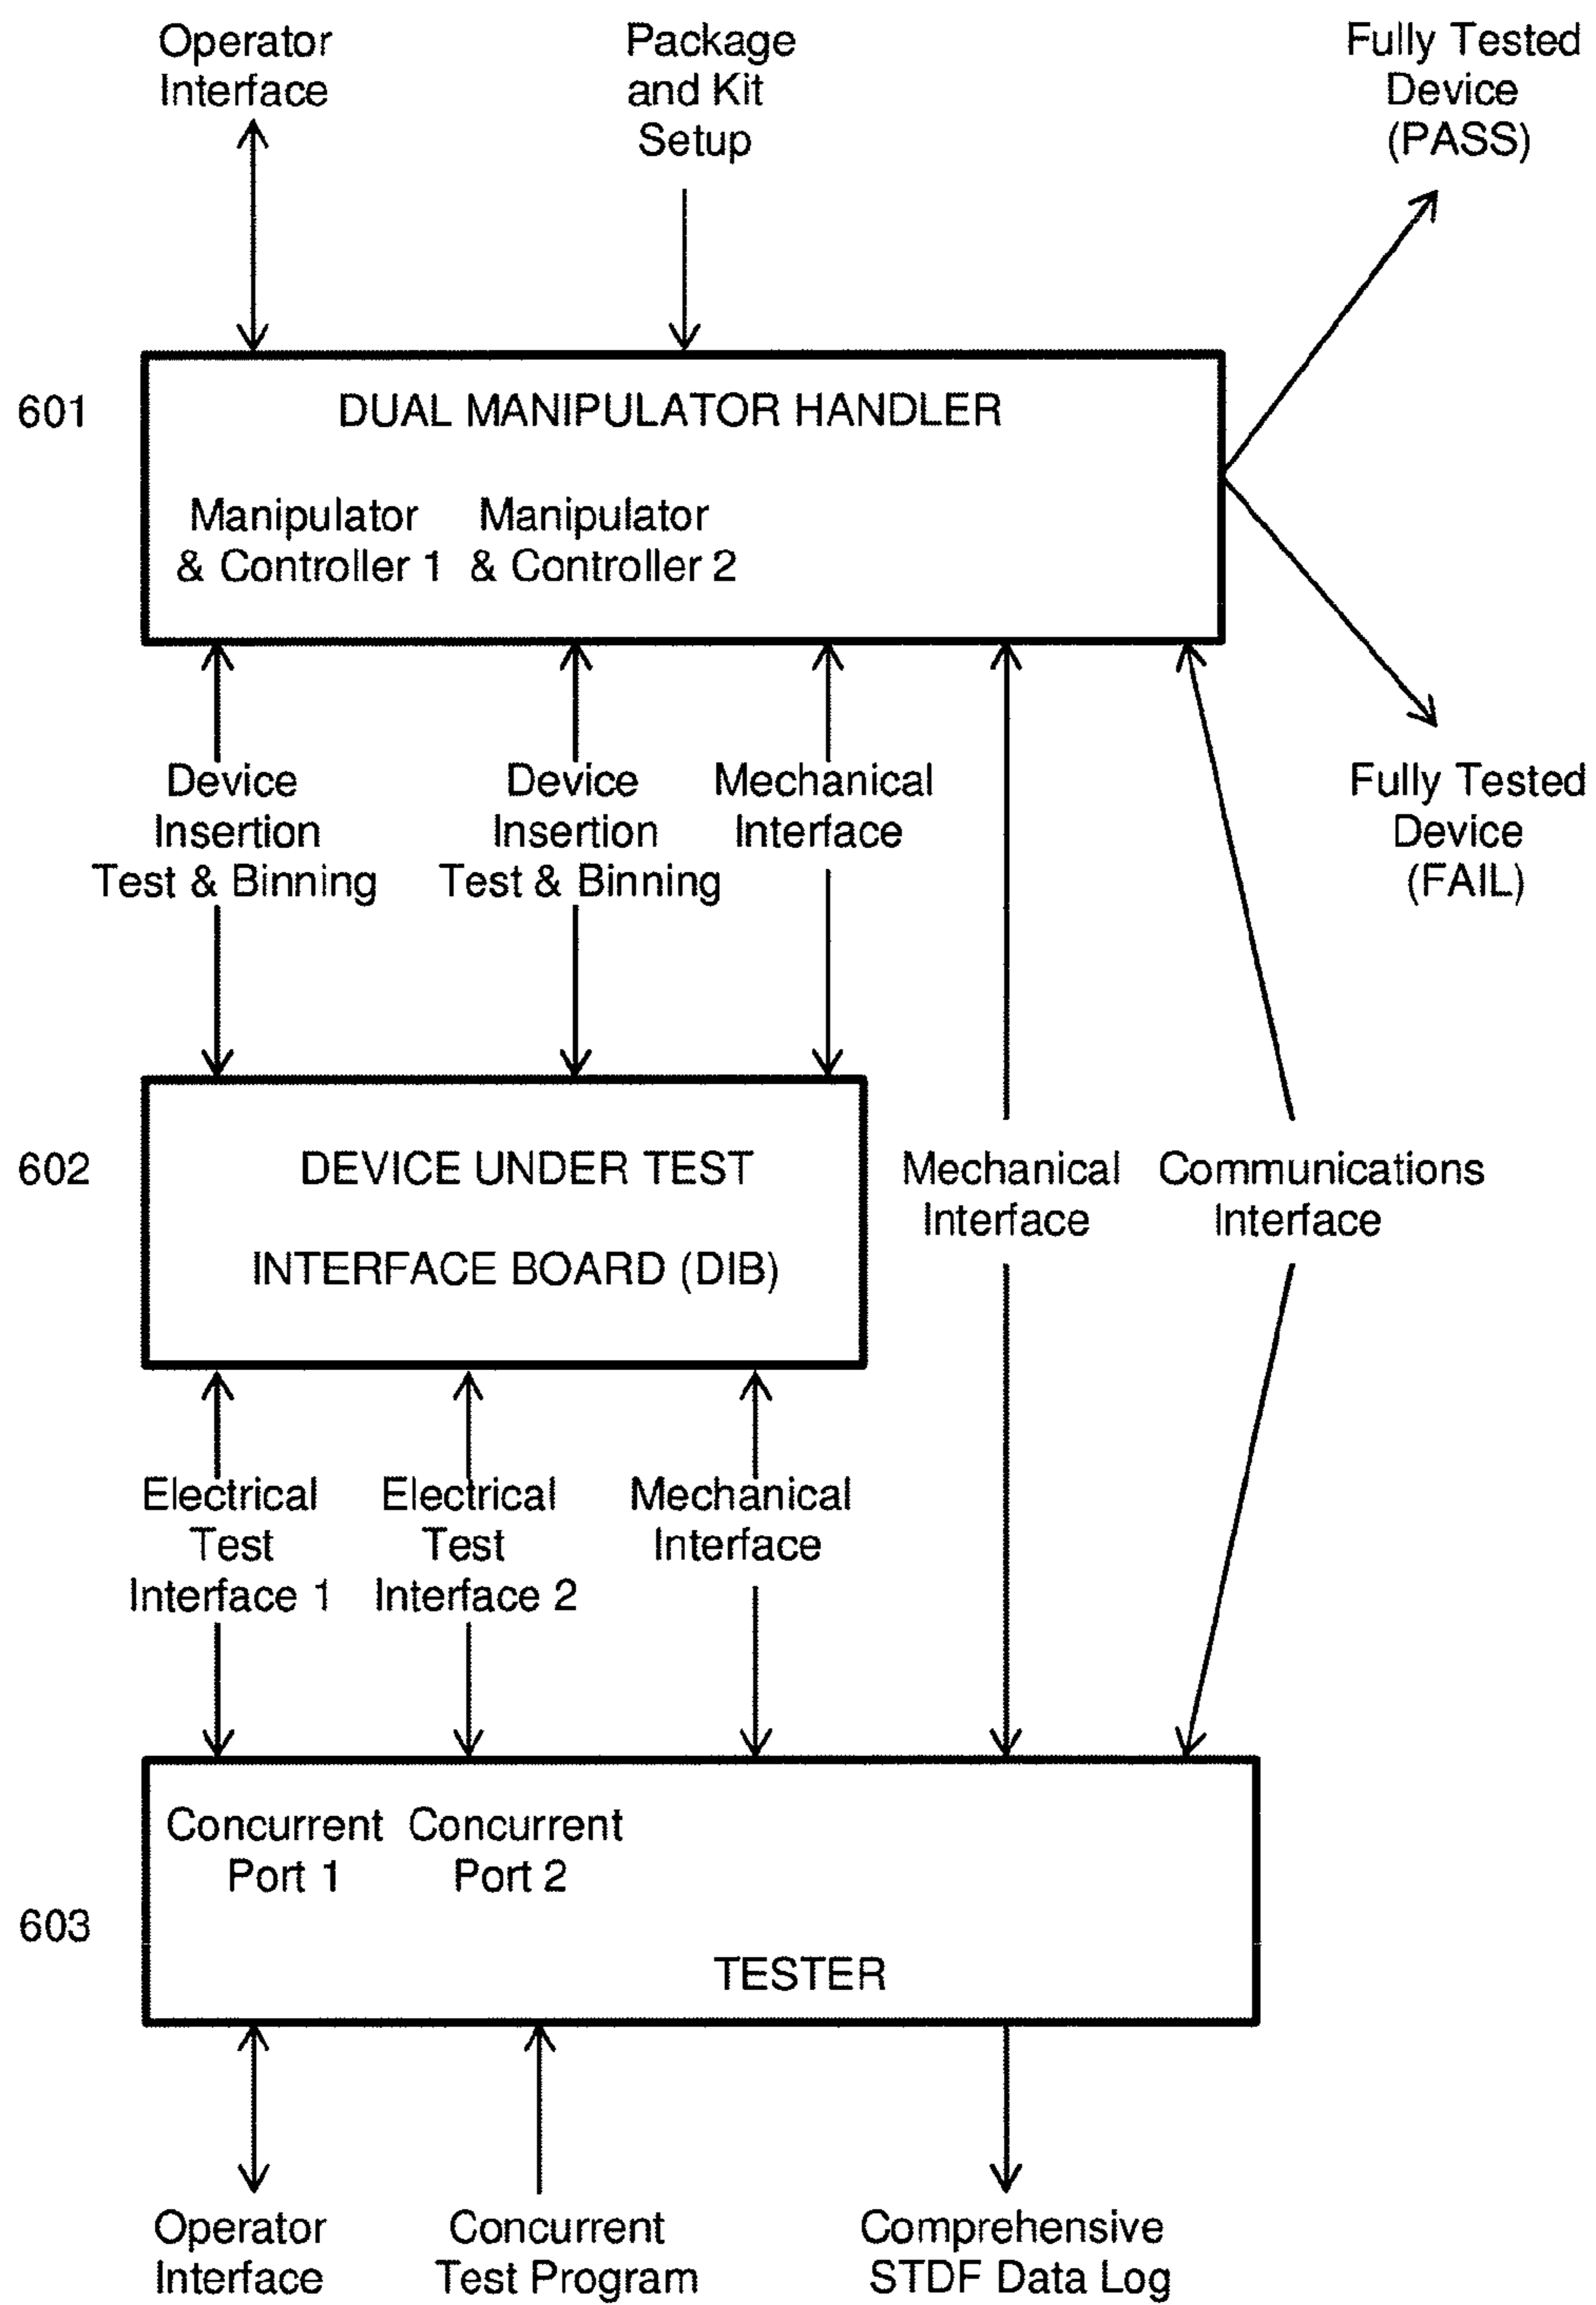 Operator
Interface
Package
and Kit
Setup
Fully Tested
Device
(PASS)
601
DUAL MANIPULATOR HANDLER
Manipulator
& Controller 1
Manipulator
& Controller 2
Device
Insertion
Test & Binning
Device
Insertion
Test & Binning
Mechanical
Interface
Fully Tested
Device
(FAIL)
602
DEVICE UNDER TEST
INTERFACE BOARD (DIB)
Mechanical
Interface
Communications
Interface
Electrical
Test
Interface 1
Electrical
Test
Interface 2
Mechanical
Interface
Concurrent
Port 1
Concurrent
Port 2
603
TESTER
Operator
Interface
Concurrent
Test Program
Comprehensive
STDF Data Log